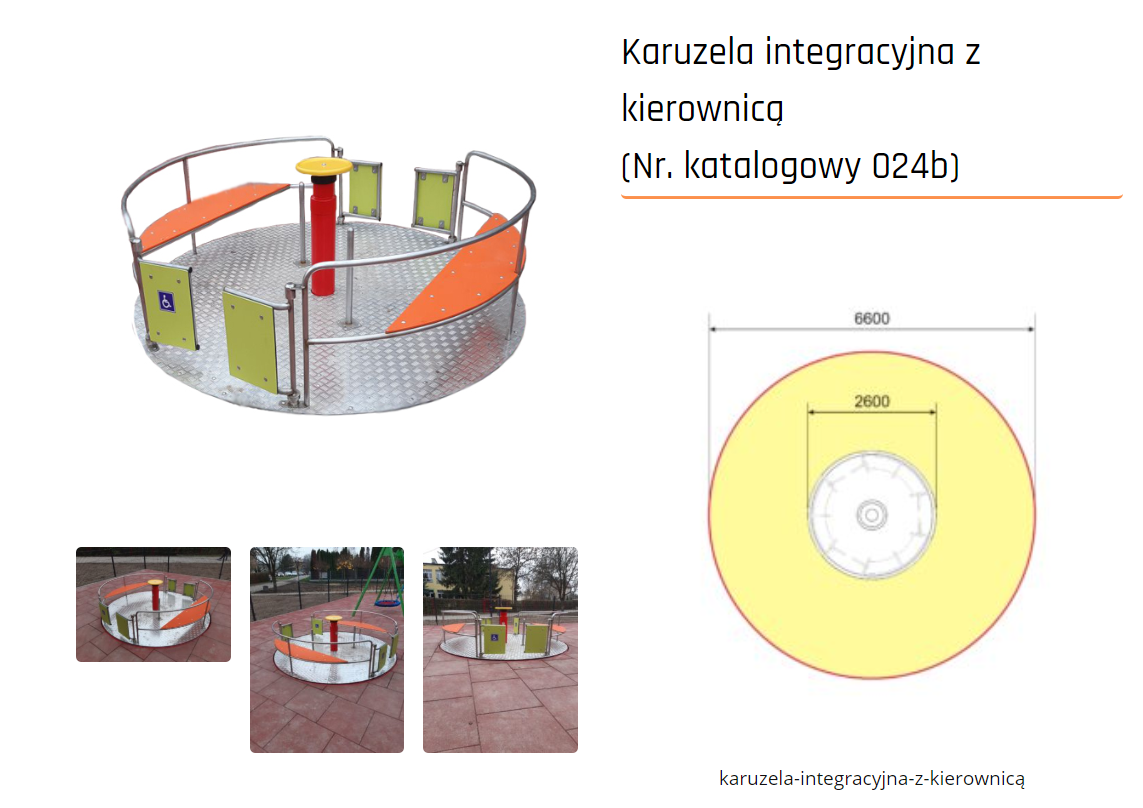 Karuzela integracyjna z
kierownicą
(Nr. katalogowy 024b)
6600
2600
karuzela-integracyjna-z-kierownicą